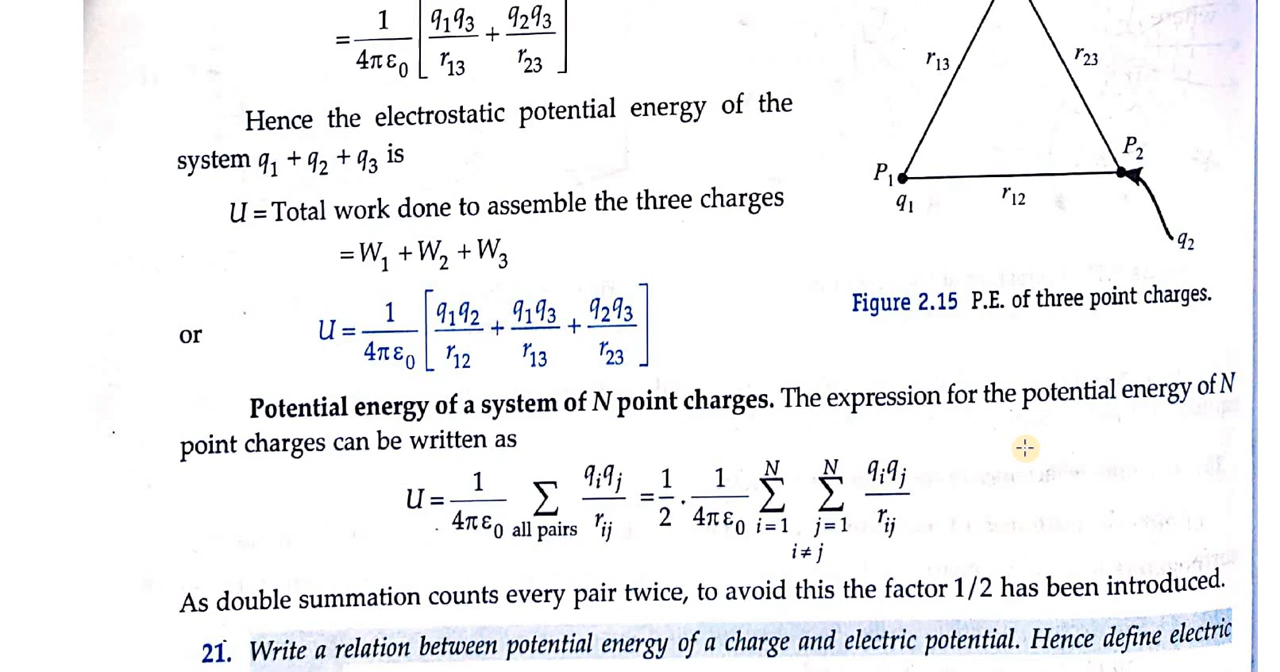 = 1/4πε₀ [ q₁q₃/r₁₃ + q₂q₃/r₂₃ ]
Hence the electrostatic potential energy of the
system q₁ + q₂ + q₃ is
U = Total work done to assemble the three charges
= W₁ + W₂ + W₃
or U = 1/4πε₀ [ q₁q₂/r₁₂ + q₁q₃/r₁₃ + q₂q₃/r₂₃ ]
r₁₃
r₂₃
P₁
P₂
q₁
r₁₂
q₂
Figure 2.15 P.E. of three point charges.
Potential energy of a system of N point charges. The expression for the potential energy of N
point charges can be written as
U = 1/4πε₀ Σ all pairs qᵢqⱼ/rᵢⱼ = 1/2 . 1/4πε₀ Σ i=1 N Σ j=1 N i≠j qᵢqⱼ/rᵢⱼ
As double summation counts every pair twice, to avoid this the factor 1/2 has been introduced.
21. Write a relation between potential energy of a charge and electric potential. Hence define electric